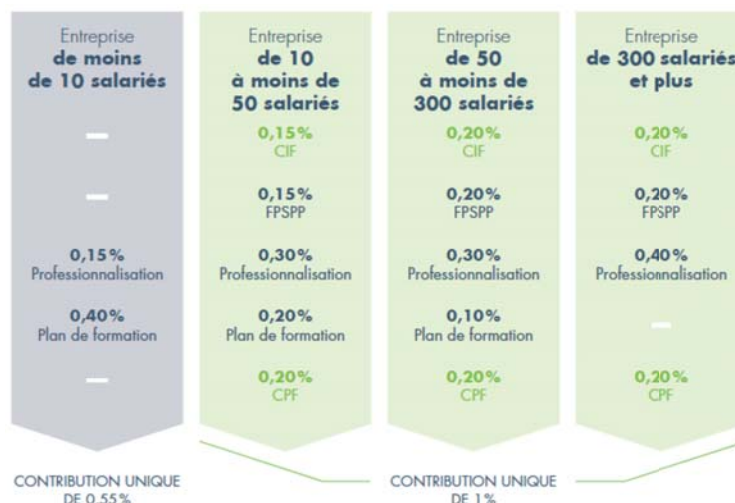 Entreprise
de moins
de 10 salariés
–
–
0,15%
Professionnalisation
0,40%
Plan de formation
–
CONTRIBUTION UNIQUE
DE 0,55%
Entreprise
de 10
à moins de
50 salariés
0,15%
CIF
0,15%
FPSPP
0,30%
Professionnalisation
0,20%
Plan de formation
0,20%
CPF
Entreprise
de 50
à moins de
300 salariés
0,20%
CIF
0,20%
FPSPP
0,30%
Professionnalisation
0,10%
Plan de formation
0,20%
CPF
Entreprise
de 300 salariés
et plus
0,20%
CIF
0,20%
FPSPP
0,40%
Professionnalisation
–
0,20%
CPF
CONTRIBUTION UNIQUE
DE 1%